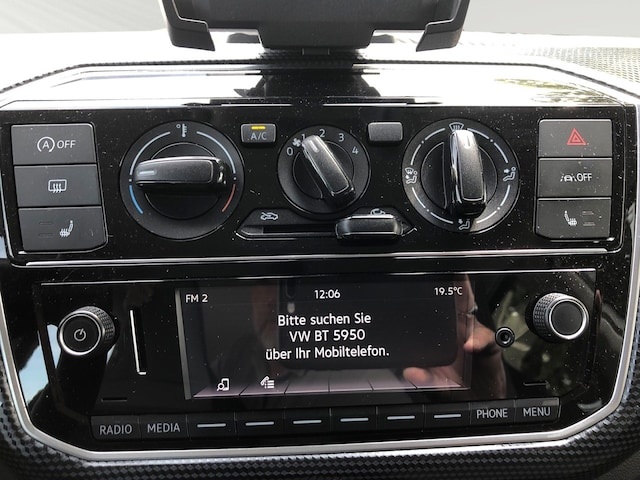 A OFF
A/C
0 1 2 3 4
OFF
FM 2 12:06 19.5°C
Bitte suchen Sie
VW BT 5950
über Ihr Mobiltelefon.
RADIO MEDIA PHONE MENU